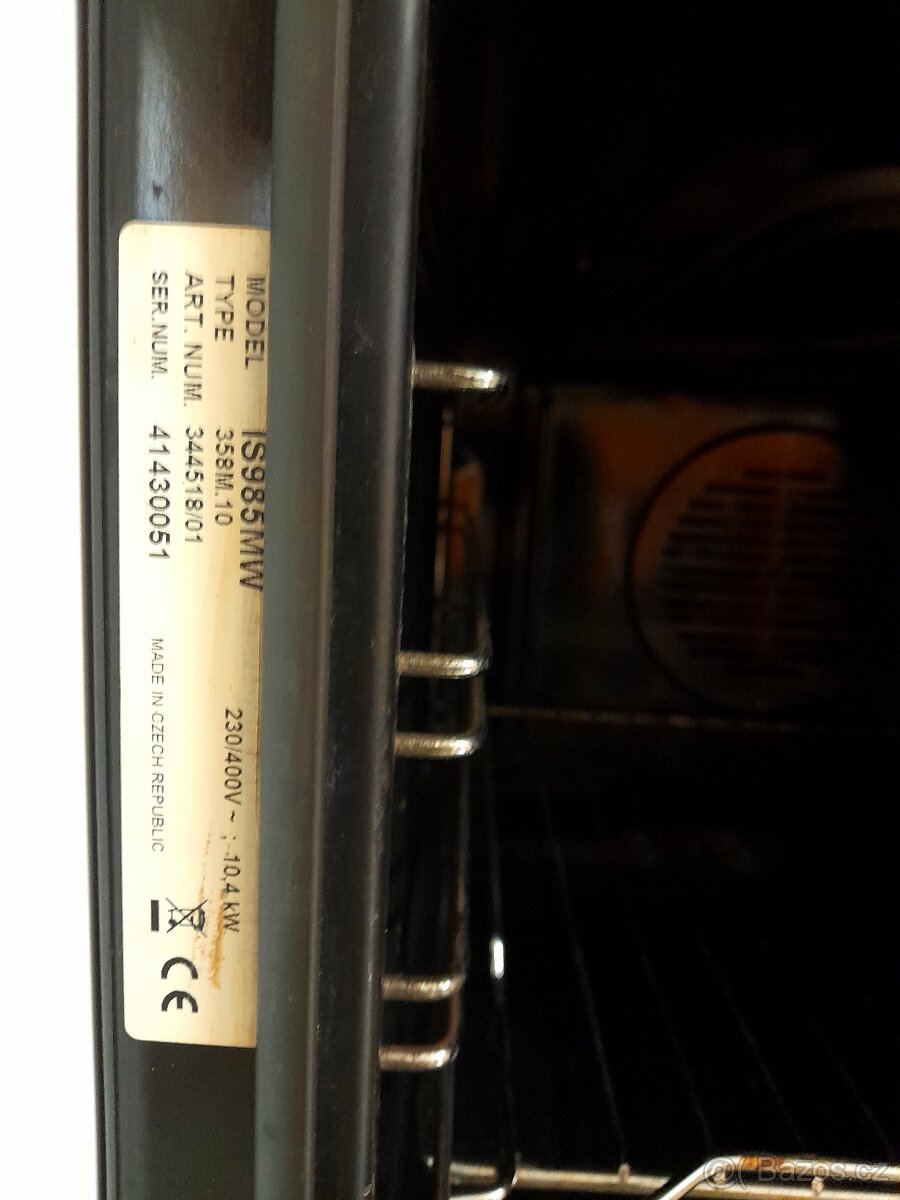 MODEL IS985MW
TYPE 358M.10 230/400V ~ ; 10,4 kW
ART. NUM. 344518/01
SER.NUM. 41430051 MADE IN CZECH REPUBLIC
CE
@( Bazos.cz